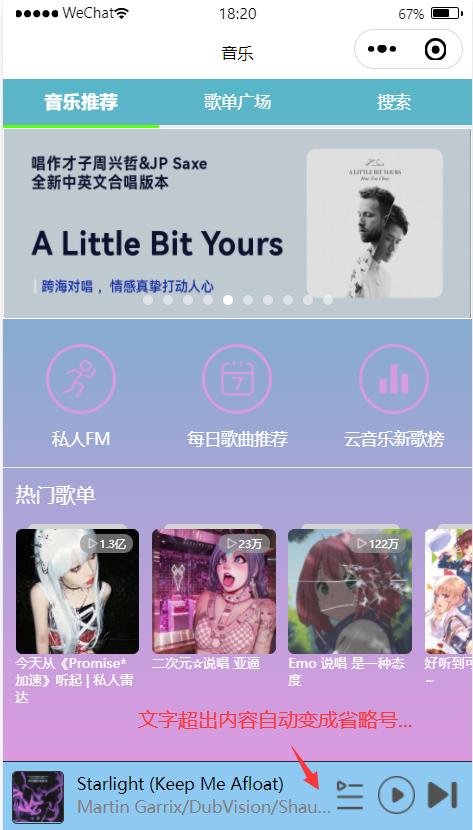 WeChat 18:20 67%
音乐
音乐推荐 歌单广场 搜索
唱作才子周兴哲&JP Saxe
全新中英文合唱版本
A LITTLE BIT YOURS
A Little Bit Yours
跨海对唱，情感真挚打动人心
7
私人FM 每日歌曲推荐 云音乐新歌榜
热门歌单
1.3亿 23万 122万
今天从《Promise*
加速》听起 | 私人雷
达
二次元☆说唱 亚逼
Emo 说唱 是一种态
度
好听到可
~
文字超出内容自动变成省略号...
Starlight (Keep Me Afloat)
Martin Garrix/DubVision/Shau...